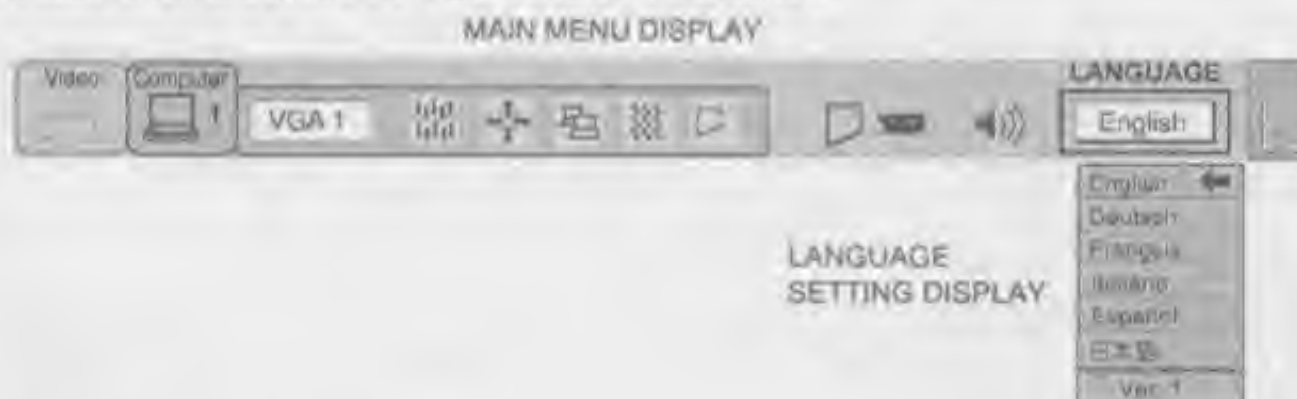 MAIN MENU DISPLAY
Video
Computer
1
VGA 1
LANGUAGE
English
English
Deutsch
Français
Italiano
Español
日本語
Ver. 1
LANGUAGE
SETTING DISPLAY